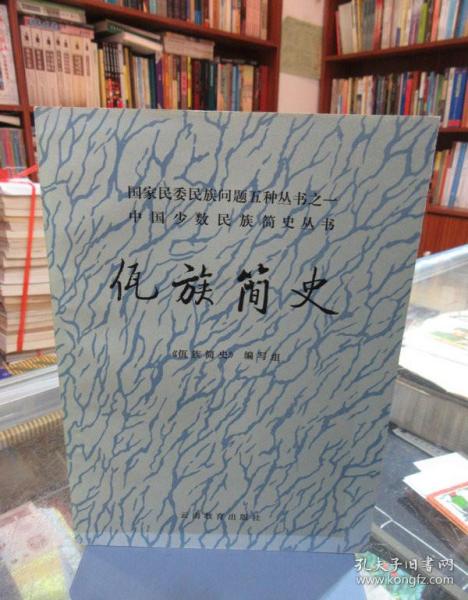 国家民委民族问题五种丛书之一
中国少数民族简史丛书
佤族简史
《佤族简史》编写组
云南教育出版社
孔夫子旧书网
www.kongfz.com